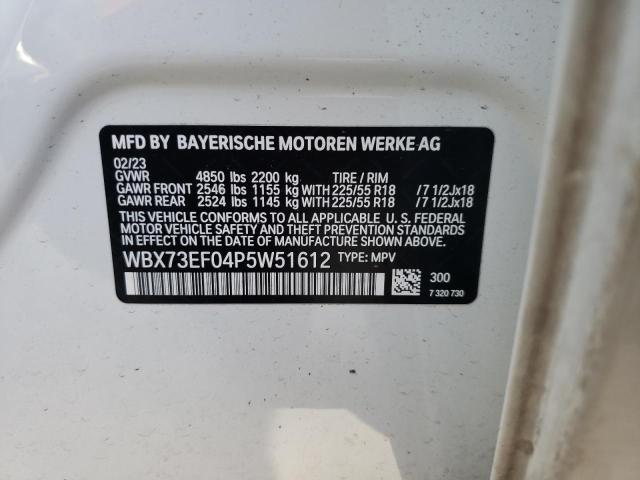 MFD BY BAYERISCHE MOTOREN WERKE AG
02/23
GVWR 4850 lbs 2200 kg TIRE / RIM
GAWR FRONT 2546 lbs 1155 kg WITH 225/55 R18 / 7 1/2Jx18
GAWR REAR 2524 lbs 1145 kg WITH 225/55 R18 / 7 1/2Jx18
THIS VEHICLE CONFORMS TO ALL APPLICABLE U. S. FEDERAL
MOTOR VEHICLE SAFETY AND THEFT PREVENTION STANDARDS
IN EFFECT ON THE DATE OF MANUFACTURE SHOWN ABOVE.
WBX73EF04P5W51612 TYPE: MPV
300
7 320 730